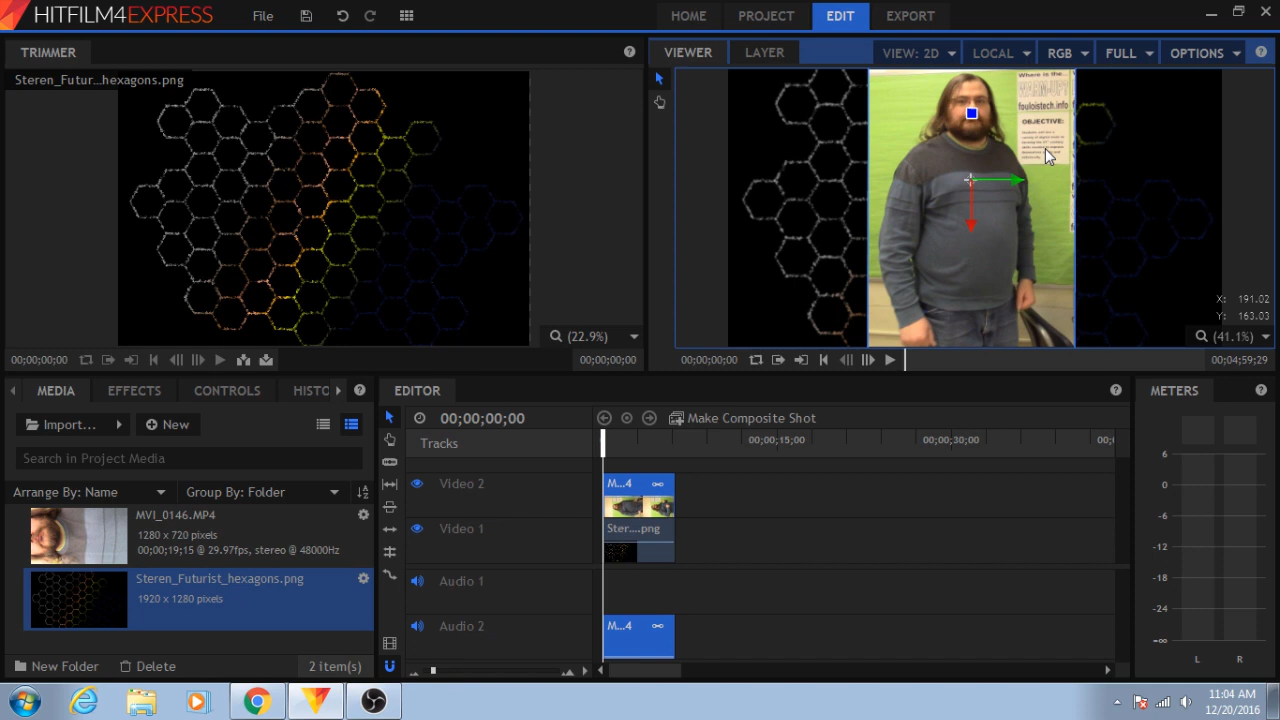 HITFILM4EXPRESS
File
HOME
PROJECT
EDIT
EXPORT
TRIMMER
Steren_Futur...hexagons.png
(22.9%)
00;00;00;00
00;00;00;00
VIEWER
LAYER
VIEW: 2D
LOCAL
RGB
FULL
OPTIONS
Where is the...
WARM-UP?
fouloistech.info
OBJECTIVE:
X: 191.02
Y: 163.03
(41.1%)
00;00;00;00
00;04;59;29
MEDIA
EFFECTS
CONTROLS
HISTO
Import...
New
Search in Project Media
Arrange By: Name
Group By: Folder
MVI_0146.MP4
1280 x 720 pixels
00;00;19;15 @ 29.97fps, stereo @ 48000Hz
Steren_Futurist_hexagons.png
1920 x 1280 pixels
New Folder
Delete
2 item(s)
EDITOR
00;00;00;00
Make Composite Shot
Tracks
00;00;15;00
00;00;30;00
00;0
Video 2
M...4
Video 1
Ster....png
Audio 1
Audio 2
M...4
METERS
6
0
-6
-12
-18
-24
-∞
L
R
11:04 AM
12/20/2016